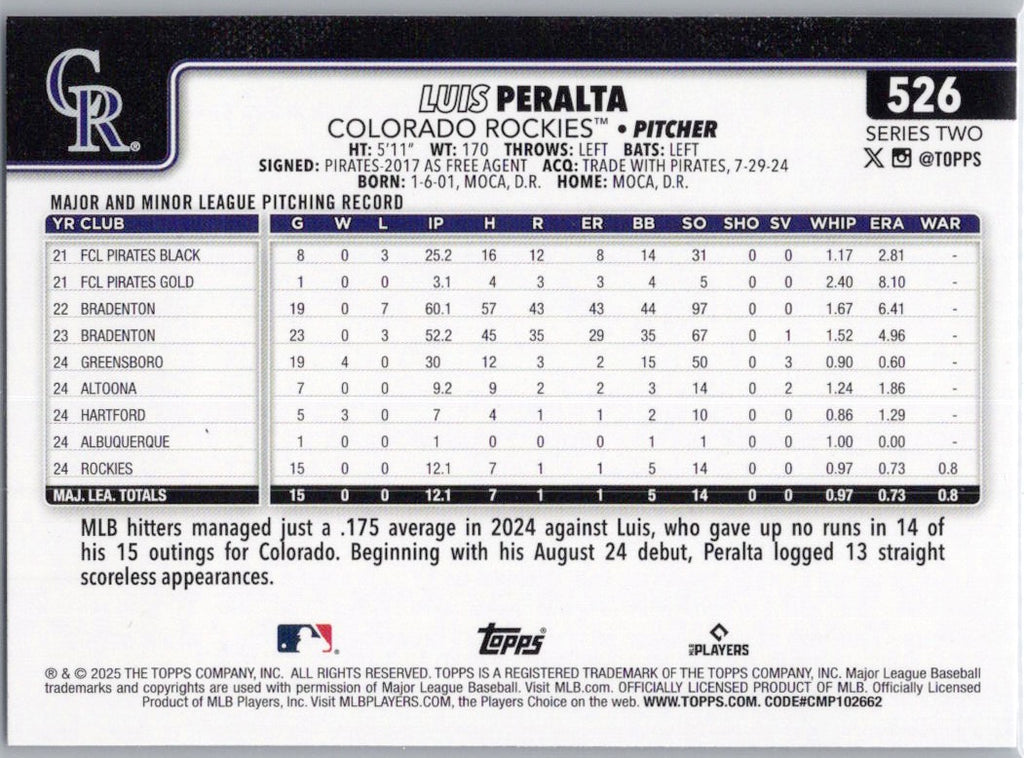 CR®
526
LUIS PERALTA
COLORADO ROCKIES™ • PITCHER
SERIES TWO
HT: 5'11" WT: 170 THROWS: LEFT BATS: LEFT
X @TOPPS
SIGNED: PIRATES-2017 AS FREE AGENT ACQ: TRADE WITH PIRATES, 7-29-24
BORN: 1-6-01, MOCA, D.R. HOME: MOCA, D.R.
MAJOR AND MINOR LEAGUE PITCHING RECORD
YR CLUB G W L IP H R ER BB SO SHO SV WHIP ERA WAR
21 FCL PIRATES BLACK 8 0 3 25.2 16 12 8 14 31 0 0 1.17 2.81 -
21 FCL PIRATES GOLD 1 0 0 3.1 4 3 3 4 5 0 0 2.40 8.10 -
22 BRADENTON 19 0 7 60.1 57 43 43 44 97 0 0 1.67 6.41 -
23 BRADENTON 23 0 3 52.2 45 35 29 35 67 0 1 1.52 4.96 -
24 GREENSBORO 19 4 0 30 12 3 2 15 50 0 3 0.90 0.60 -
24 ALTOONA 7 0 0 9.2 9 2 2 3 14 0 2 1.24 1.86 -
24 HARTFORD 5 3 0 7 4 1 1 2 10 0 0 0.86 1.29 -
24 ALBUQUERQUE 1 0 0 1 0 0 0 1 1 0 0 1.00 0.00 -
24 ROCKIES 15 0 0 12.1 7 1 1 5 14 0 0 0.97 0.73 0.8
MAJ. LEA. TOTALS 15 0 0 12.1 7 1 1 5 14 0 0 0.97 0.73 0.8
MLB hitters managed just a .175 average in 2024 against Luis, who gave up no runs in 14 of
his 15 outings for Colorado. Beginning with his August 24 debut, Peralta logged 13 straight
scoreless appearances.
topps® PLAYERS
® & © 2025 THE TOPPS COMPANY, INC. ALL RIGHTS RESERVED. TOPPS IS A REGISTERED TRADEMARK OF THE TOPPS COMPANY, INC. Major League Baseball
trademarks and copyrights are used with permission of Major League Baseball. Visit MLB.com. OFFICIALLY LICENSED PRODUCT OF MLB. Officially Licensed
Product of MLB Players, Inc. Visit MLBPLAYERS.COM, the Players Choice on the web. WWW.TOPPS.COM. CODE#CMP102662